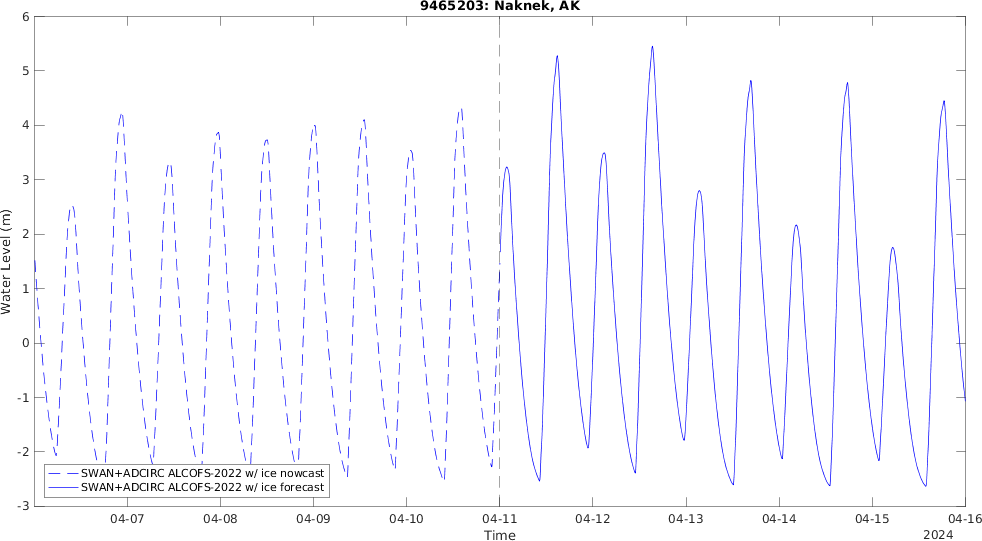 9465203: Naknek, AK
6
5
4
3
2
1
0
-1
-2
-3
Water Level (m)
SWAN+ADCIRC ALCOFS-2022 w/ ice nowcast
SWAN+ADCIRC ALCOFS-2022 w/ ice forecast
04-07 04-08 04-09 04-10 04-11 04-12 04-13 04-14 04-15 04-16
Time
2024